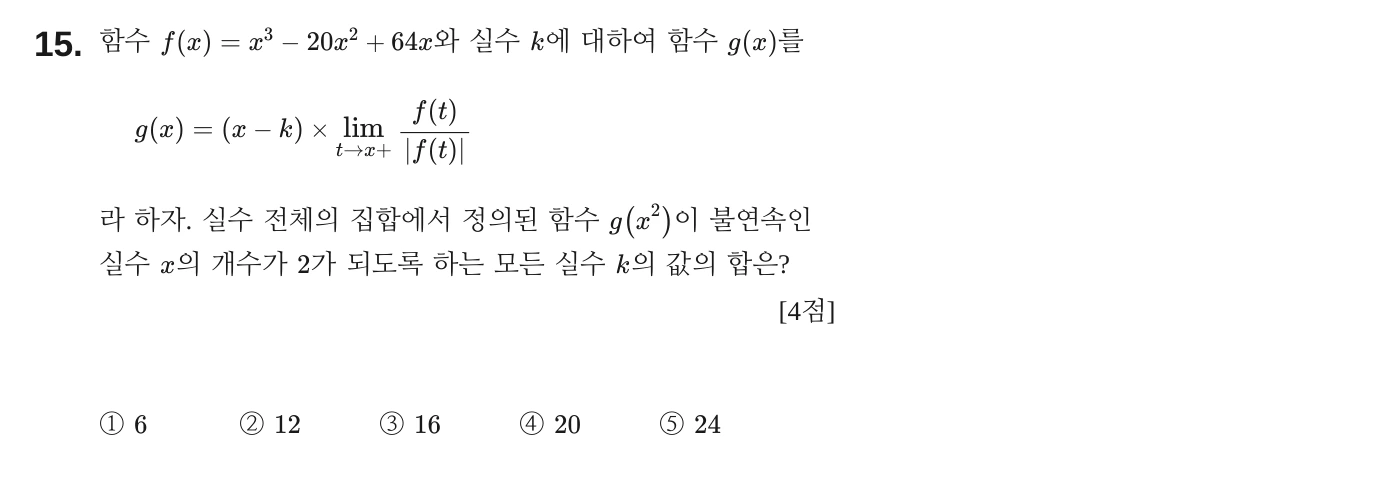 15. 함수 f(x) = x³ − 20x² + 64x와 실수 k에 대하여 함수 g(x)를
g(x) = (x − k) × lim_{t→x+} f(t)/|f(t)|
라 하자. 실수 전체의 집합에서 정의된 함수 g(x²)이 불연속인
실수 x의 개수가 2가 되도록 하는 모든 실수 k의 값의 합은?
[4점]
① 6 ② 12 ③ 16 ④ 20 ⑤ 24